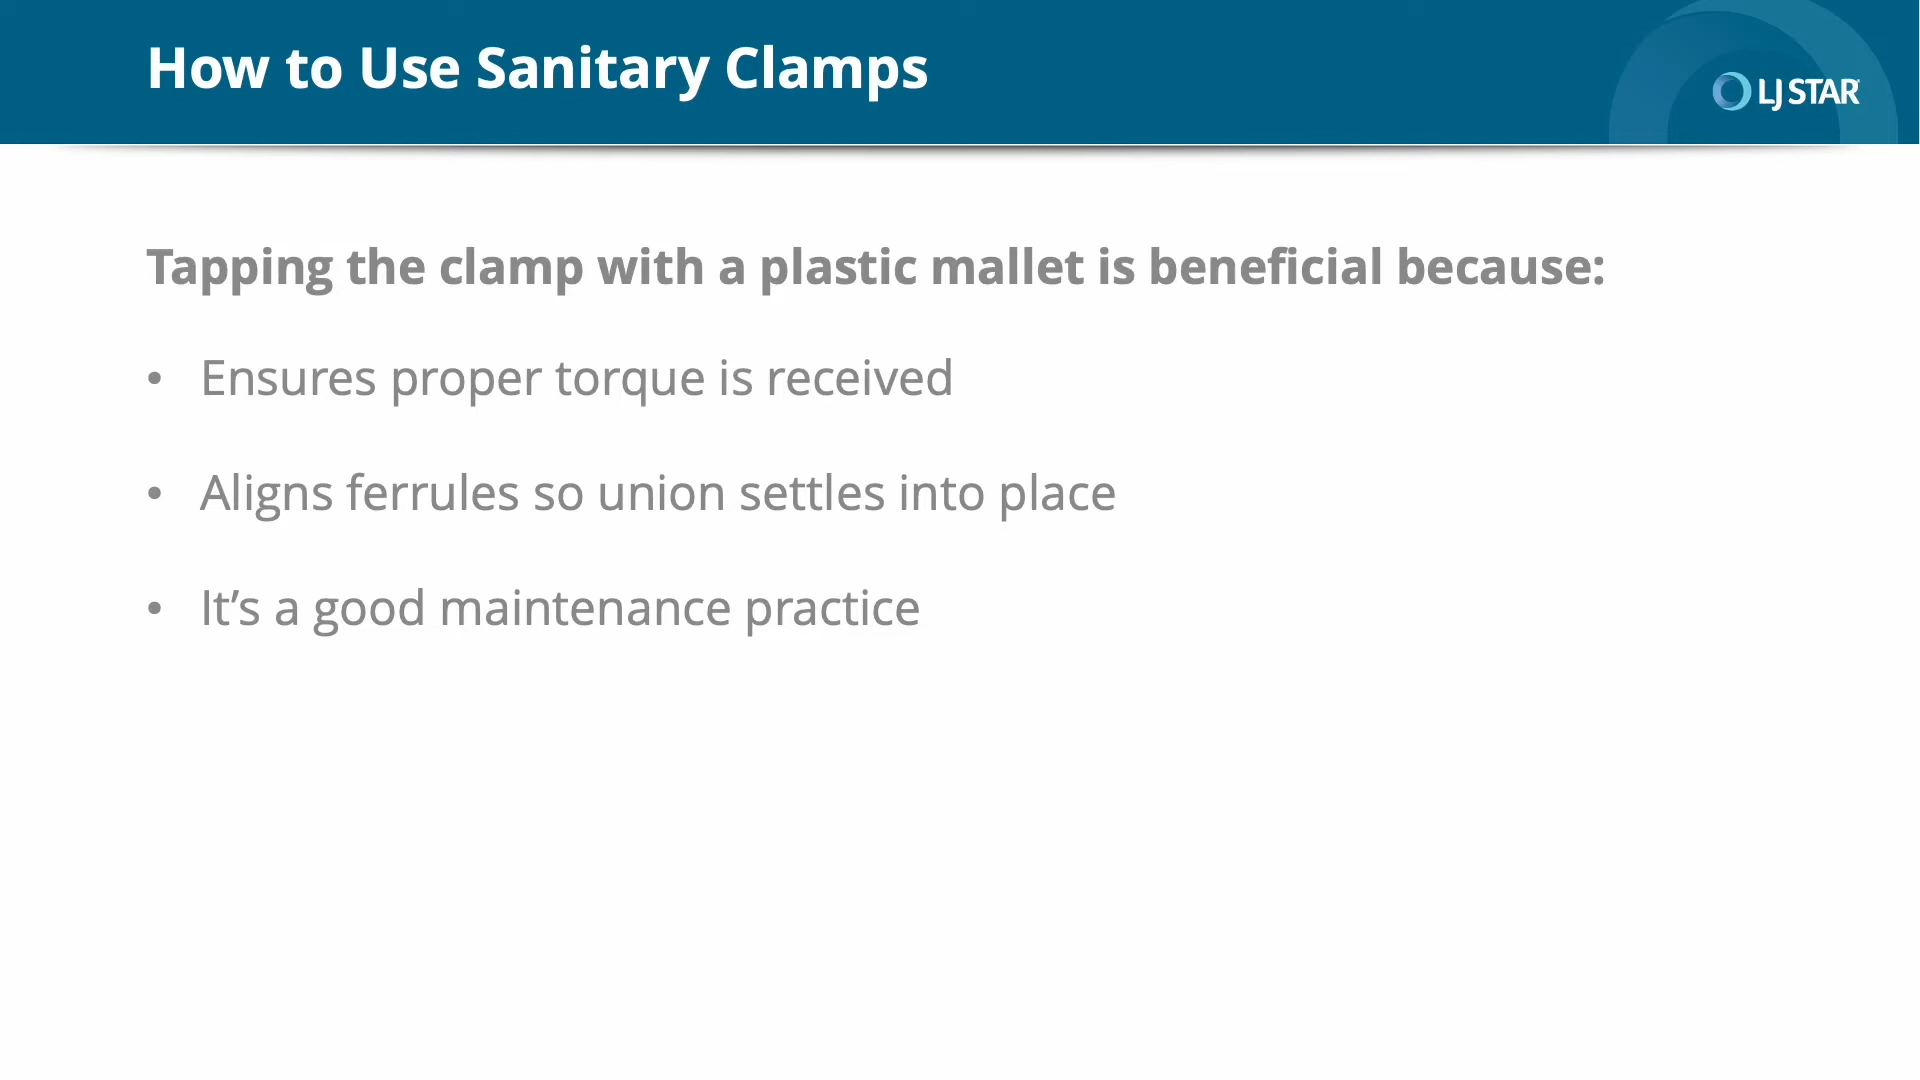 How to Use Sanitary Clamps
LJ STAR
Tapping the clamp with a plastic mallet is beneficial because:
• Ensures proper torque is received
• Aligns ferrules so union settles into place
• It’s a good maintenance practice